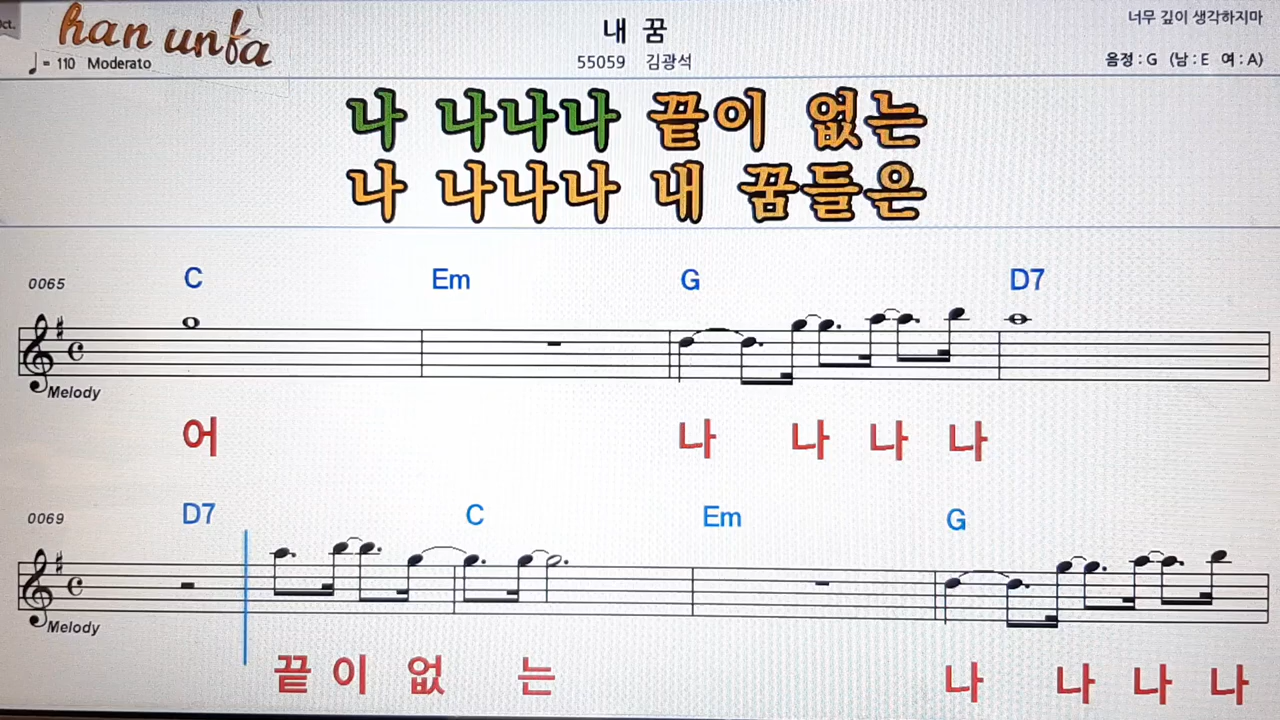 ct.
han unfa
♩= 110 Moderato
내 꿈
55059 김광석
너무 깊이 생각하지마
음정 : G (남 : E 여 : A)
나 나나나 끝이 없는
나 나나나 내 꿈들은
0065 C Em G D7
Melody
어 나 나 나 나
0069 D7 C Em G
Melody
끝 이 없 는 나 나 나 나